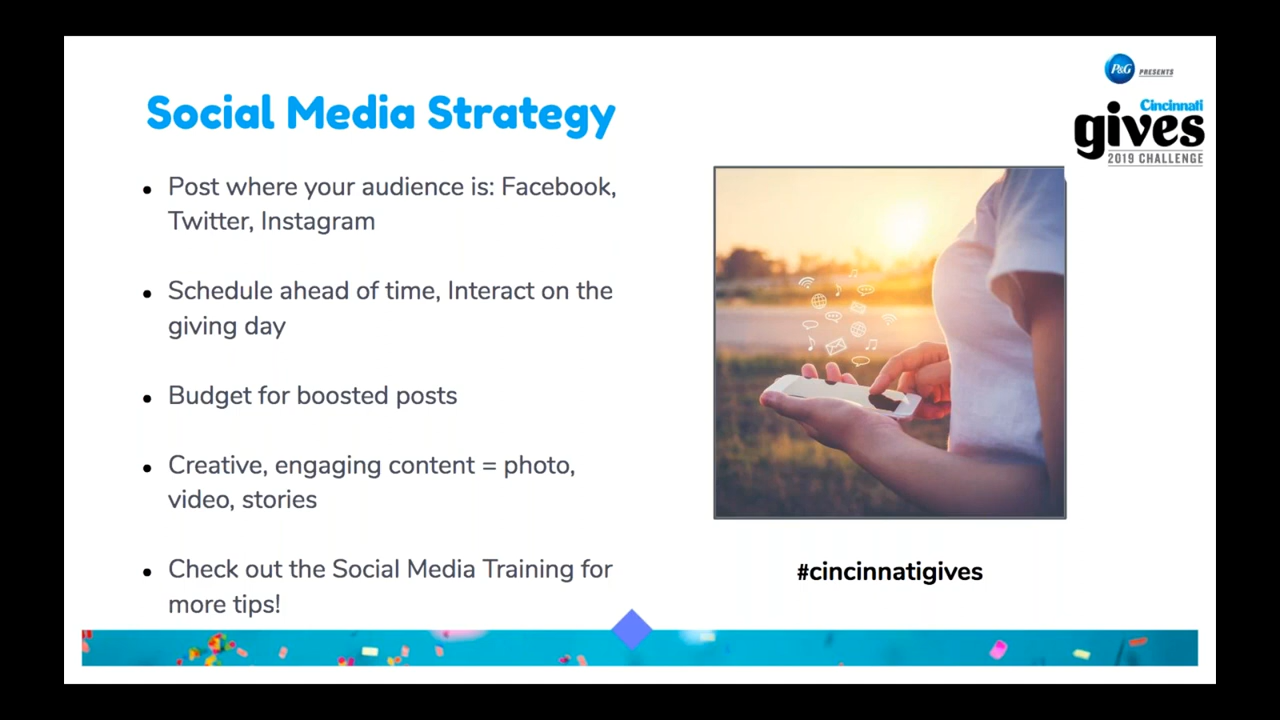 P&G PRESENTS
Cincinnati
gives
2019 CHALLENGE
Social Media Strategy
• Post where your audience is: Facebook,
Twitter, Instagram
• Schedule ahead of time, Interact on the
giving day
• Budget for boosted posts
• Creative, engaging content = photo,
video, stories
• Check out the Social Media Training for
more tips!
#cincinnatigives